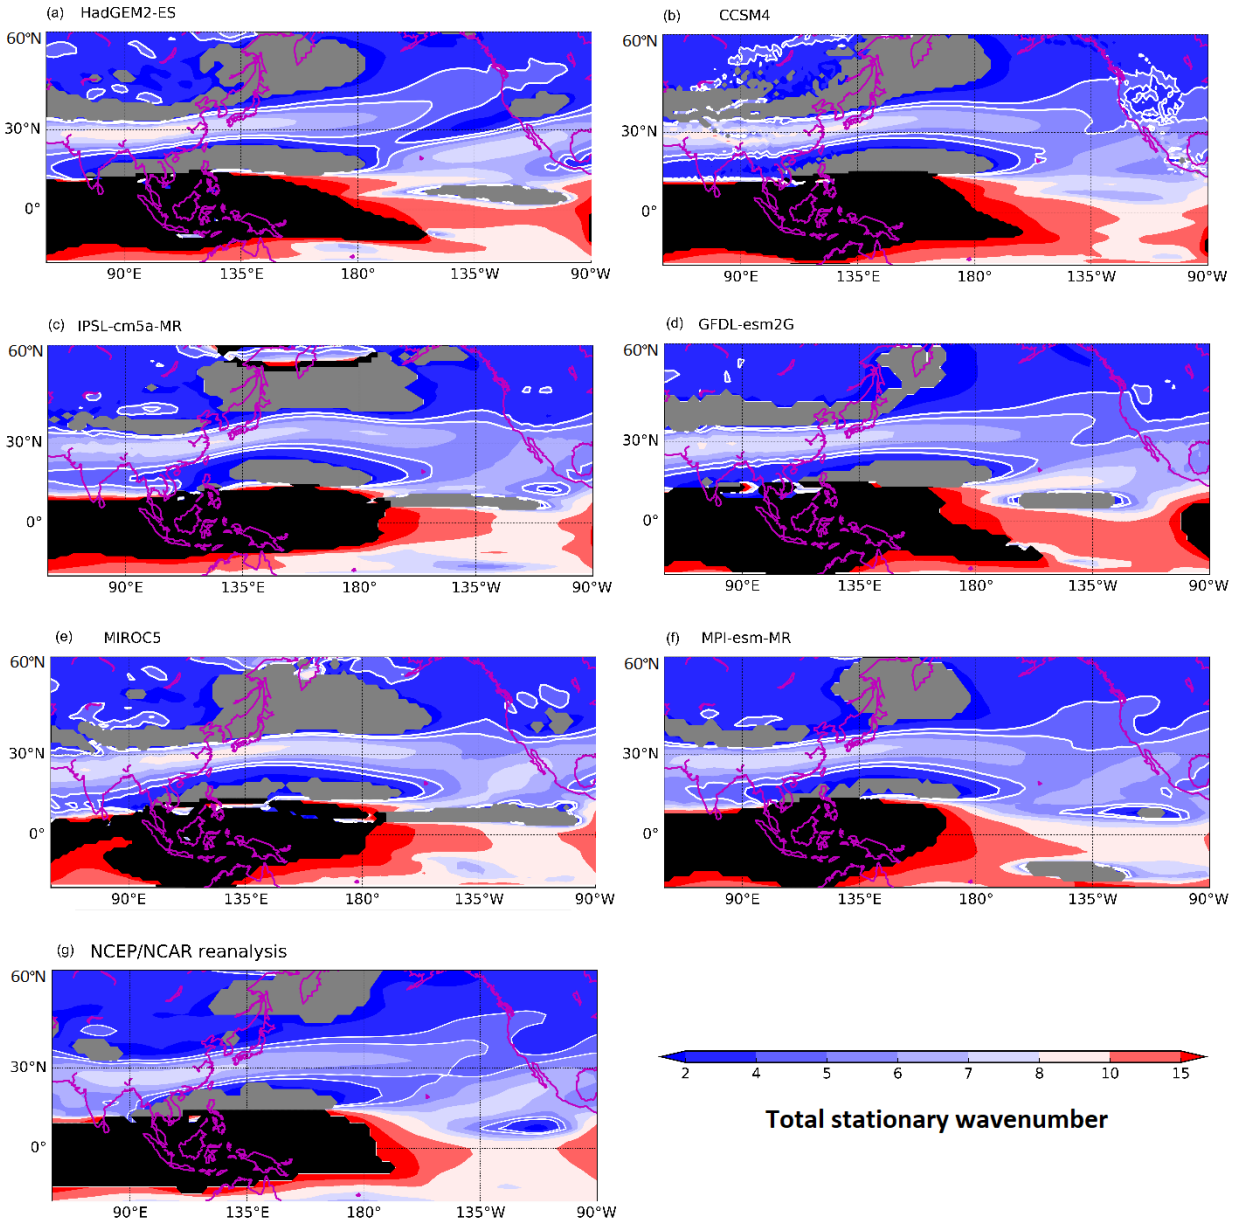 (a) HadGEM2-ES
(b) CCSM4
60°N
30°N
0°
90°E 135°E 180° 135°W 90°W
60°N
30°N
0°
90°E 135°E 180° 135°W 90°W
(c) IPSL-cm5a-MR
(d) GFDL-esm2G
60°N
30°N
0°
90°E 135°E 180° 135°W 90°W
60°N
30°N
0°
90°E 135°E 180° 135°W 90°W
(e) MIROC5
(f) MPI-esm-MR
60°N
30°N
0°
90°E 135°E 180° 135°W 90°W
60°N
30°N
0°
90°E 135°E 180° 135°W 90°W
(g) NCEP/NCAR reanalysis
60°N
30°N
0°
90°E 135°E 180° 135°W 90°W
2 4 5 6 7 8 10 15
Total stationary wavenumber